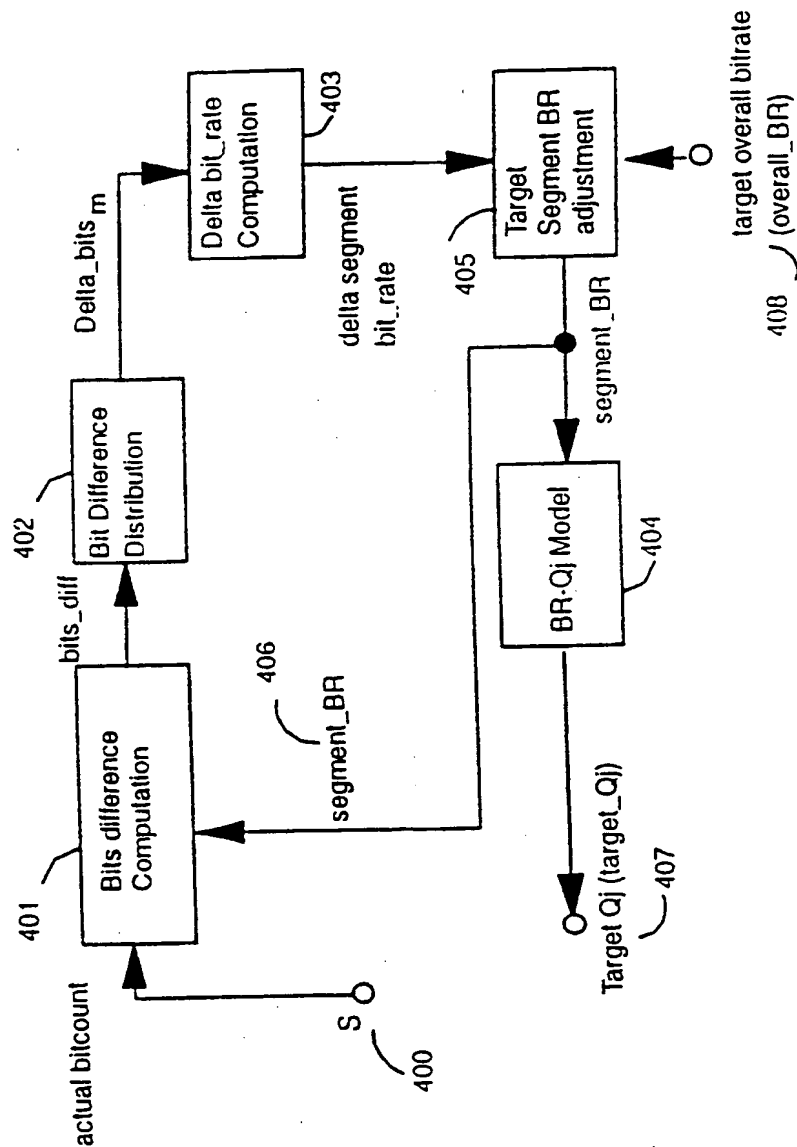 actual bitcount
S
400
401
Bits difference
Computation
bits_diff
402
Bit Difference
Distribution
Delta_bits m
Delta bit_rate
Computation
403
delta segment
bit_rate
406
segment_BR
405
Target
Segment BR
adjustment
segment_BR
BR-Qj Model
404
Target Qj (target_Qj)
407
target overall bitrate
408 (overall_BR)